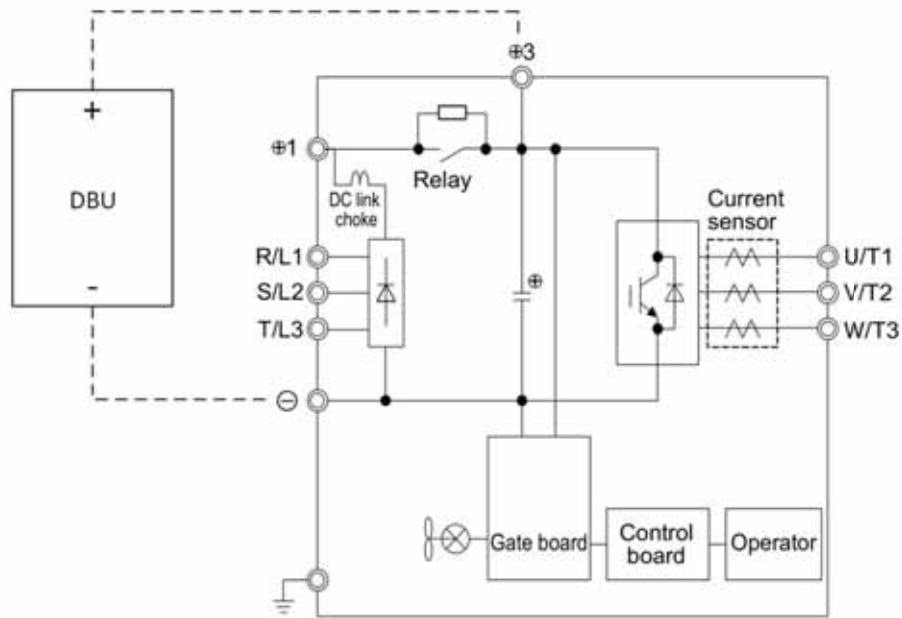 ⊕3
+
DBU
-
⊕1
Relay
DC link
choke
Current
sensor
R/L1
S/L2
T/L3
⊕
U/T1
V/T2
W/T3
⊖
Gate board
Control
board
Operator